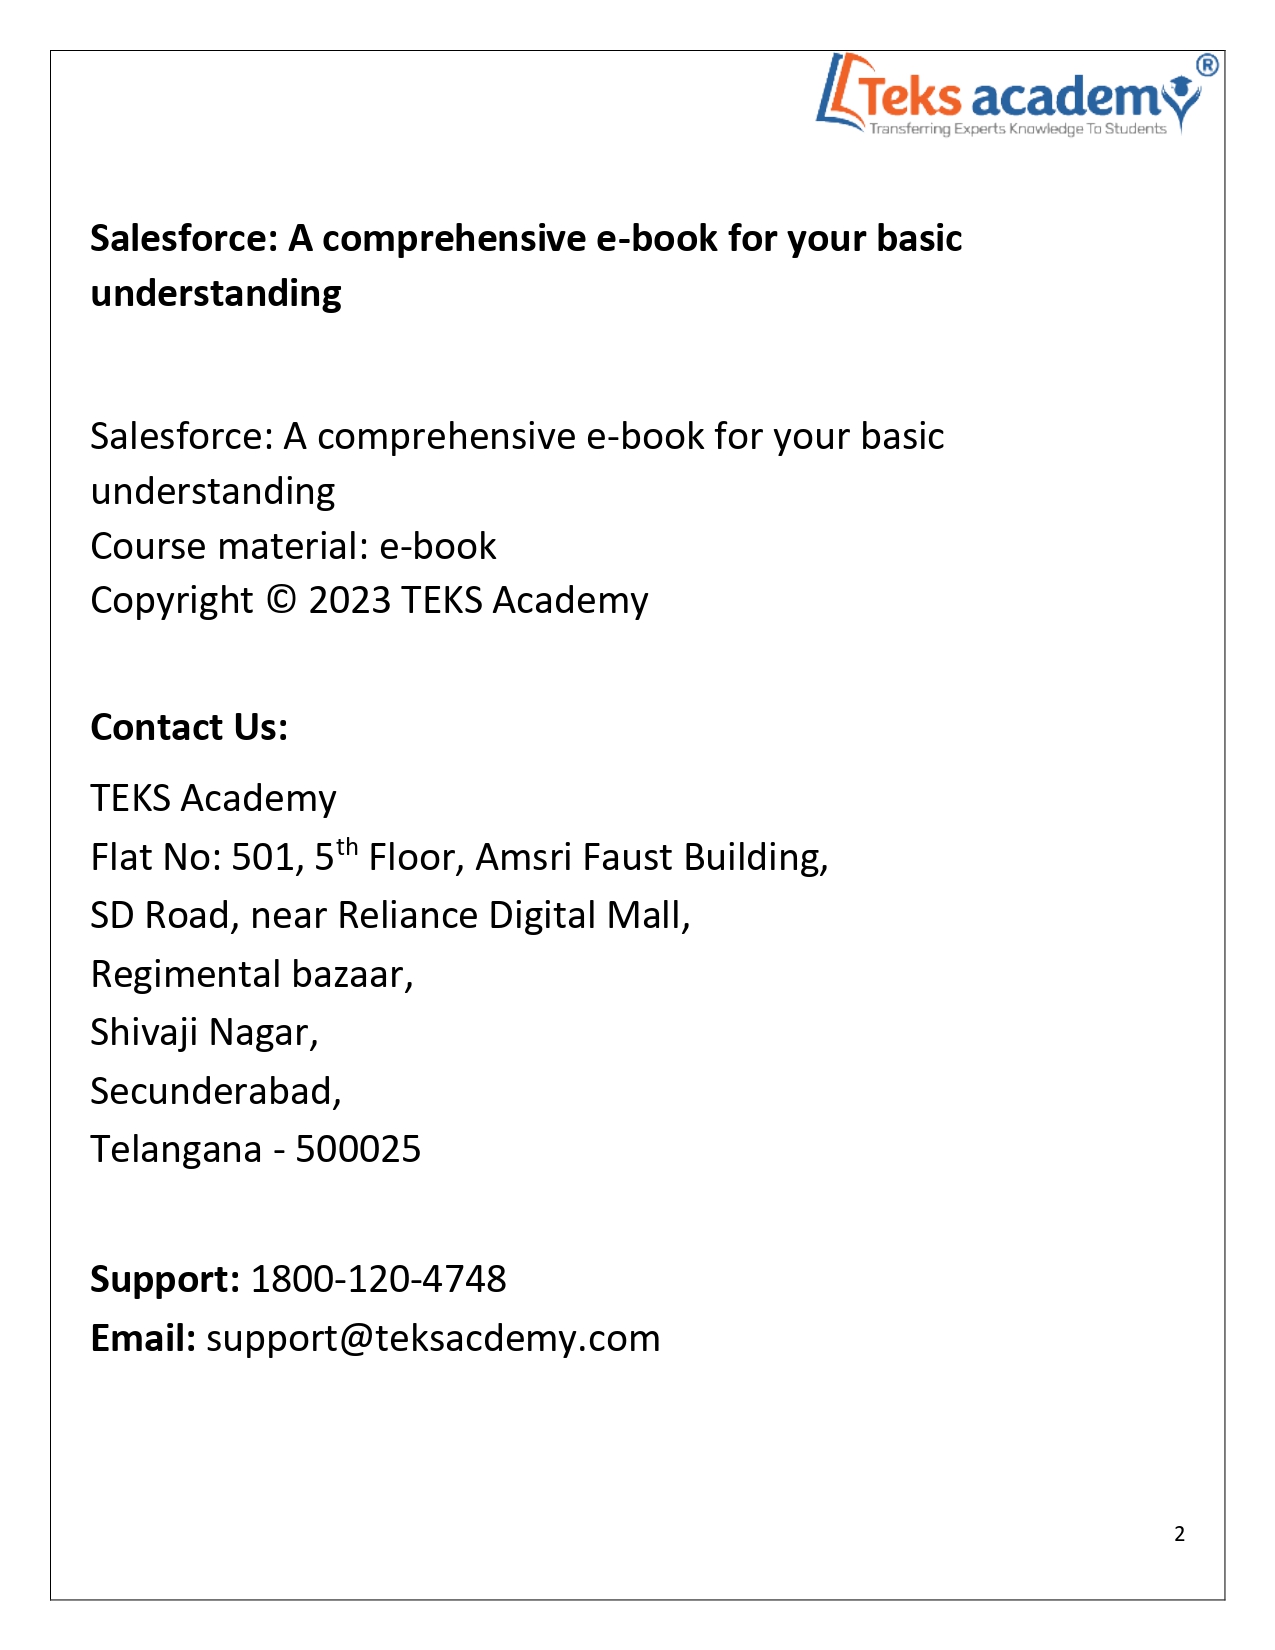 Teks academy ®
Transferring Experts Knowledge To Students
Salesforce: A comprehensive e-book for your basic
understanding
Salesforce: A comprehensive e-book for your basic
understanding
Course material: e-book
Copyright © 2023 TEKS Academy
Contact Us:
TEKS Academy
Flat No: 501, 5th Floor, Amsri Faust Building,
SD Road, near Reliance Digital Mall,
Regimental bazaar,
Shivaji Nagar,
Secunderabad,
Telangana - 500025
Support: 1800-120-4748
Email: support@teksacdemy.com
2